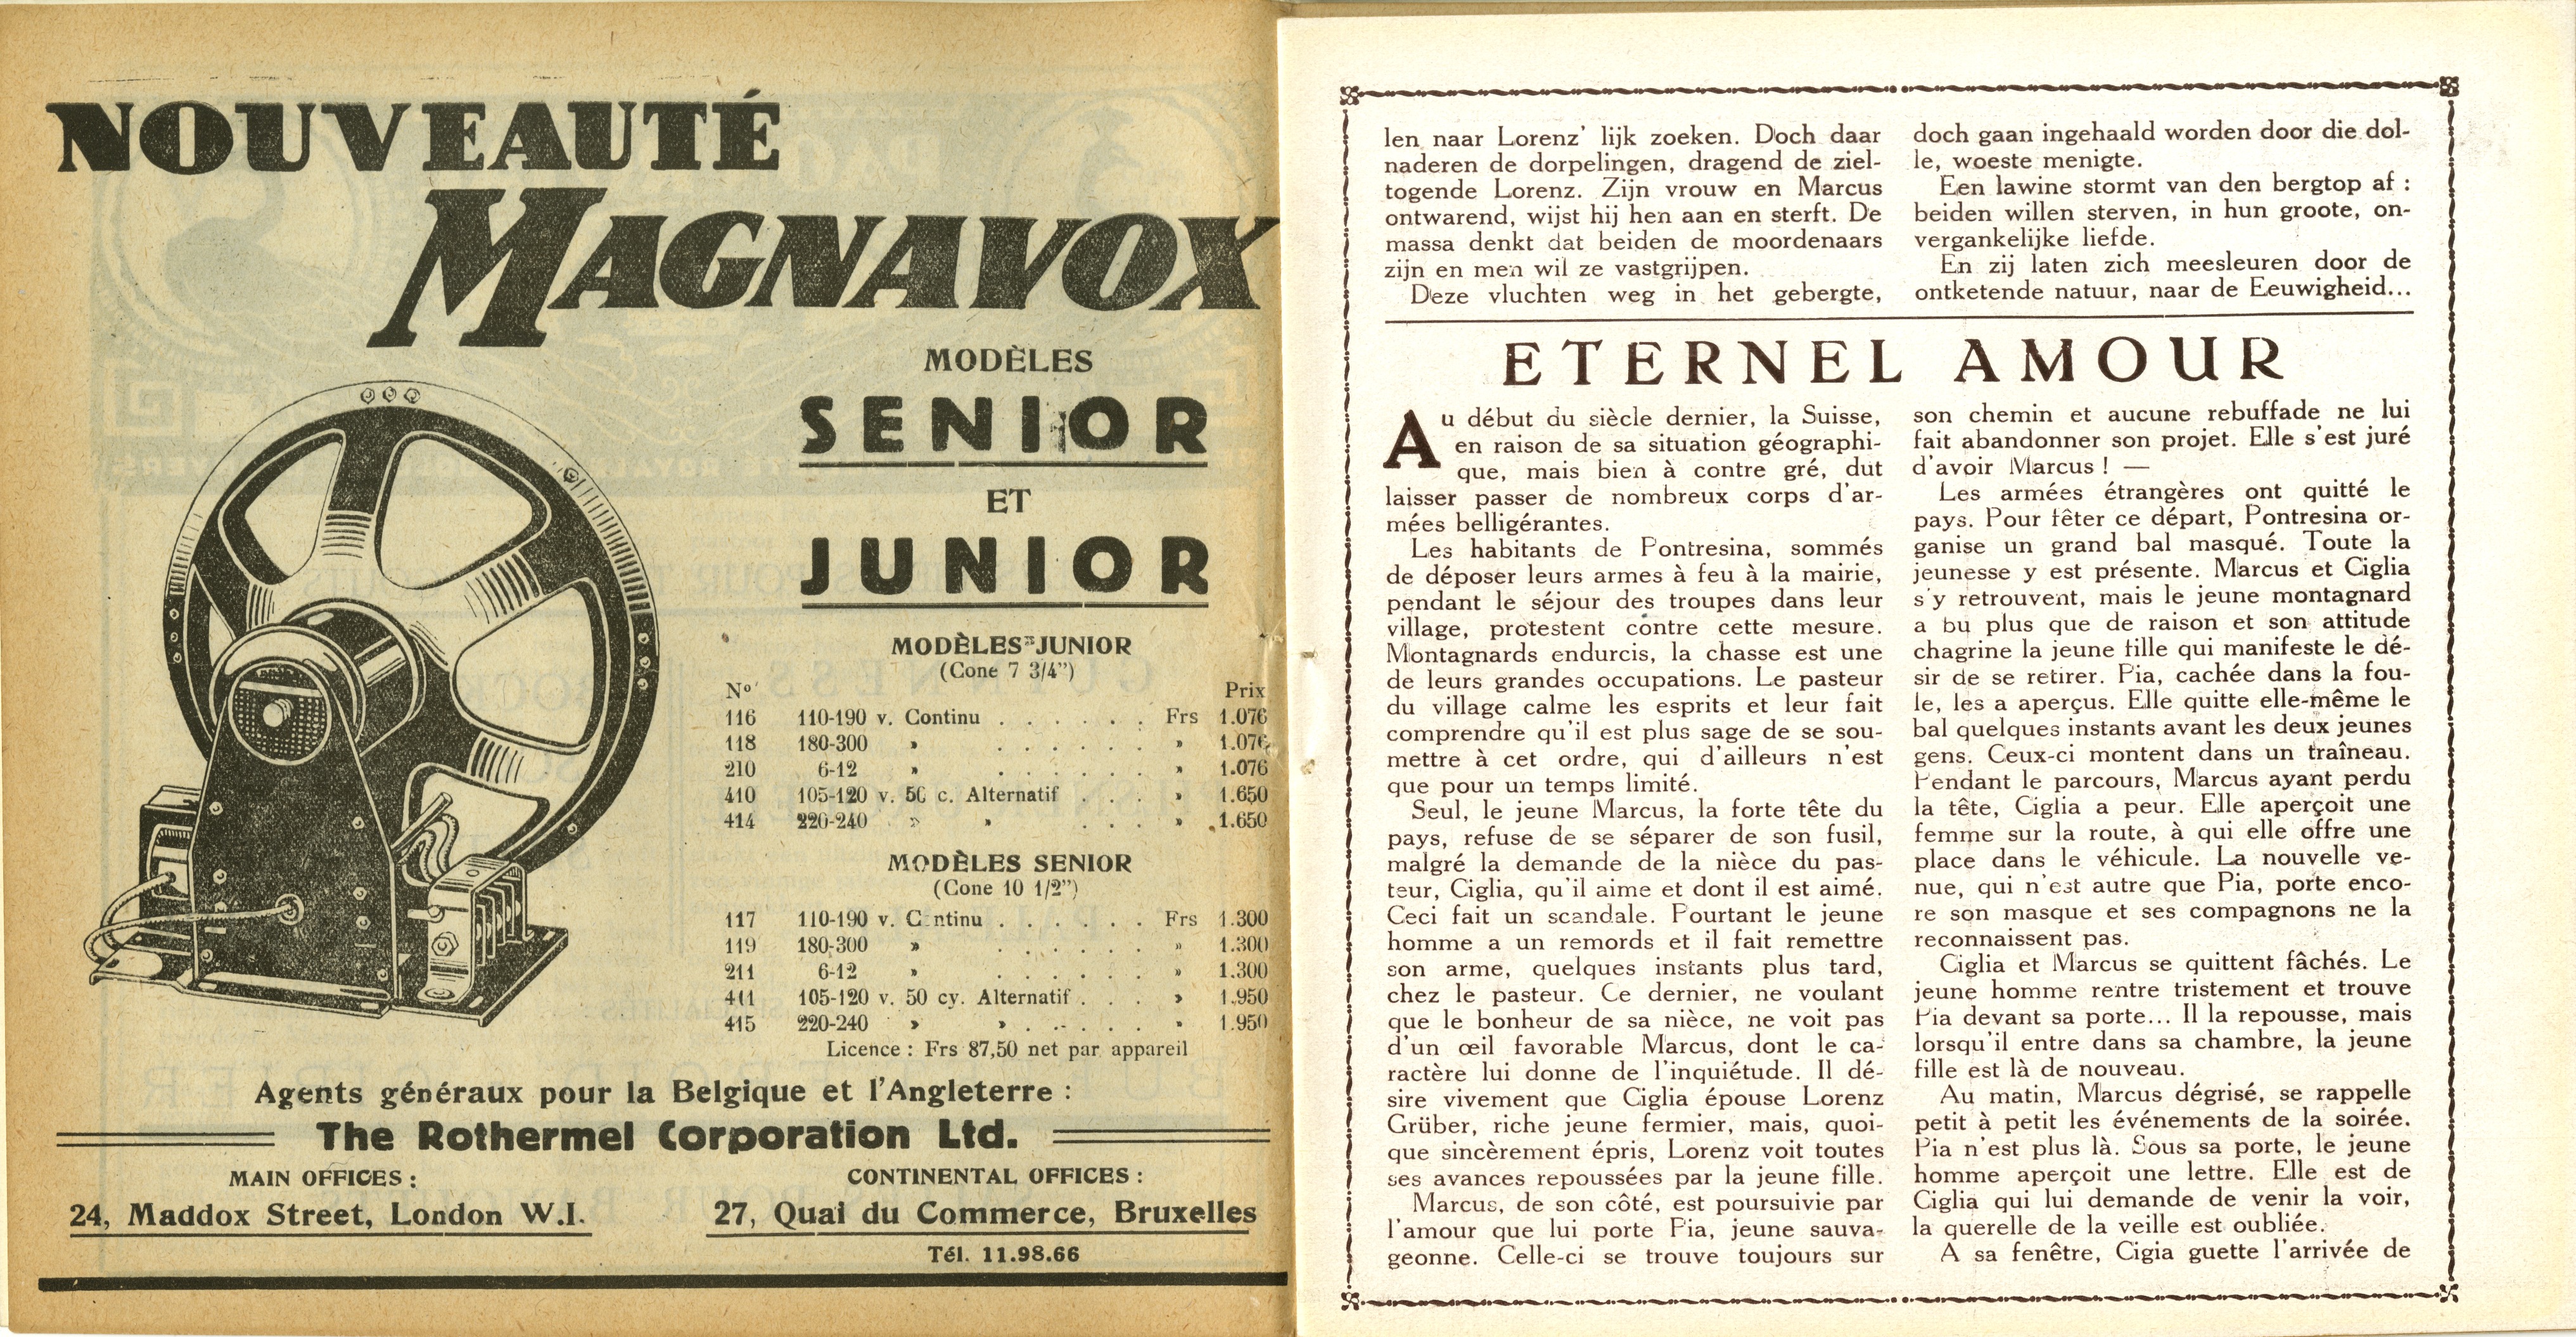 NOUVEAUTÉ
MAGNAVOX
MODÈLES
SENIOR
ET
JUNIOR
MODÈLES JUNIOR
(Cone 7 3/4")
No Prix
116 110-190 v. Continu . . . . . . Frs 1.076
118 180-300 » . . . . . . » 1.076
210 6-12 » . . . . . . » 1.076
410 105-120 v. 50 c. Alternatif . . . » 1.650
414 220-240 » » . . . » 1.650
MODÈLES SENIOR
(Cone 10 1/2")
117 110-190 v. Continu . . . . . . Frs 1.300
119 180-300 » . . . . . . » 1.300
211 6-12 » . . . . . . » 1.300
411 105-120 v. 50 cy. Alternatif . . . » 1.950
415 220-240 » » . . . . . . » 1.950
Licence : Frs 87,50 net par appareil
Agents généraux pour la Belgique et l'Angleterre :
The Rothermel Corporation Ltd.
MAIN OFFICES :
24, Maddox Street, London W.I.
CONTINENTAL OFFICES :
27, Quai du Commerce, Bruxelles
Tél. 11.98.66
len naar Lorenz' lijk zoeken. Doch daar
naderen de dorpelingen, dragend de ziel-
togende Lorenz. Zijn vrouw en Marcus
ontwarend, wijst hij hen aan en sterft. De
massa denkt dat beiden de moordenaars
zijn en men wil ze vastgrijpen.
Deze vluchten weg in het gebergte,
doch gaan ingehaald worden door die dol-
le, woeste menigte.
Een lawine stormt van den bergtop af :
beiden willen sterven, in hun groote, on-
vergankelijke liefde.
En zij laten zich meesleuren door de
ontketende natuur, naar de Eeuwigheid...
ETERNEL AMOUR
Au début du siècle dernier, la Suisse,
en raison de sa situation géographi-
que, mais bien à contre gré, dut
laisser passer de nombreux corps d'ar-
mées belligérantes.
Les habitants de Pontresina, sommés
de déposer leurs armes à feu à la mairie,
pendant le séjour des troupes dans leur
village, protestent contre cette mesure.
Montagnards endurcis, la chasse est une
de leurs grandes occupations. Le pasteur
du village calme les esprits et leur fait
comprendre qu'il est plus sage de se sou-
mettre à cet ordre, qui d'ailleurs n'est
que pour un temps limité.
Seul, le jeune Marcus, la forte tête du
pays, refuse de se séparer de son fusil,
malgré la demande de la nièce du pas-
teur, Ciglia, qu'il aime et dont il est aimé.
Ceci fait un scandale. Pourtant le jeune
homme a un remords et il fait remettre
son arme, quelques instants plus tard,
chez le pasteur. Ce dernier, ne voulant
que le bonheur de sa nièce, ne voit pas
d'un œil favorable Marcus, dont le ca-
ractère lui donne de l'inquiétude. Il dé-
sire vivement que Ciglia épouse Lorenz
Grüber, riche jeune fermier, mais, quoi-
que sincèrement épris, Lorenz voit toutes
ses avances repoussées par la jeune fille.
Marcus, de son côté, est poursuivie par
l'amour que lui porte Pia, jeune sauva-
geonne. Celle-ci se trouve toujours sur
son chemin et aucune rebuffade ne lui
fait abandonner son projet. Elle s'est juré
d'avoir Marcus ! —
Les armées étrangères ont quitté le
pays. Pour fêter ce départ, Pontresina or-
ganise un grand bal masqué. Toute la
jeunesse y est présente. Marcus et Ciglia
s'y retrouvent, mais le jeune montagnard
a bu plus que de raison et son attitude
chagrine la jeune fille qui manifeste le dé-
sir de se retirer. Pia, cachée dans la fou-
le, les a aperçus. Elle quitte elle-même le
bal quelques instants avant les deux jeunes
gens. Ceux-ci montent dans un traîneau.
Pendant le parcours, Marcus ayant perdu
la tête, Ciglia a peur. Elle aperçoit une
femme sur la route, à qui elle offre une
place dans le véhicule. La nouvelle ve-
nue, qui n'est autre que Pia, porte enco-
re son masque et ses compagnons ne la
reconnaissent pas.
Ciglia et Marcus se quittent fâchés. Le
jeune homme rentre tristement et trouve
Pia devant sa porte... Il la repousse, mais
lorsqu'il entre dans sa chambre, la jeune
fille est là de nouveau.
Au matin, Marcus dégrisé, se rappelle
petit à petit les événements de la soirée.
Pia n'est plus là. Sous sa porte, le jeune
homme aperçoit une lettre. Elle est de
Ciglia qui lui demande de venir la voir,
la querelle de la veille est oubliée.
A sa fenêtre, Cigia guette l'arrivée de